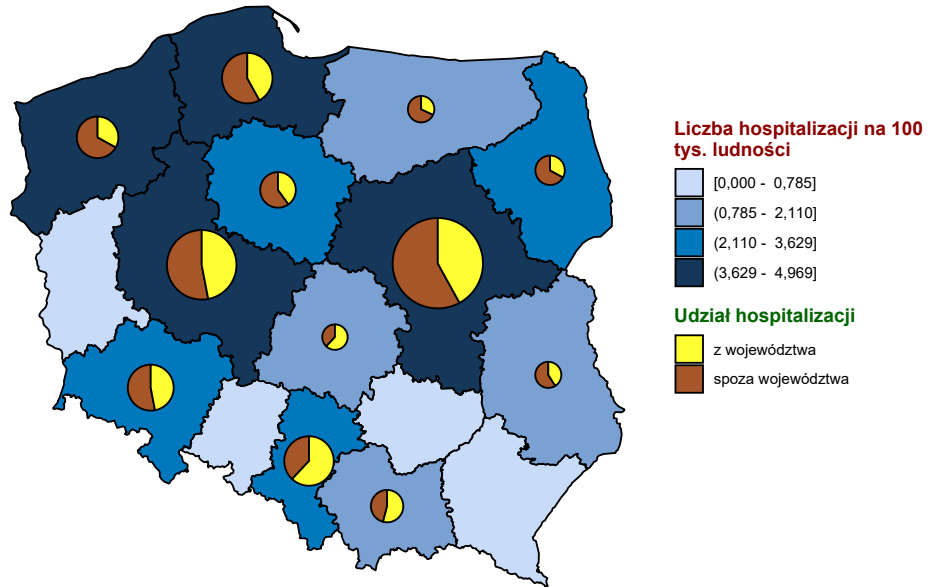 Liczba hospitalizacji na 100
tys. ludności
[0,000 - 0,785]
(0,785 - 2,110]
(2,110 - 3,629]
(3,629 - 4,969]
Udział hospitalizacji
z województwa
spoza województwa